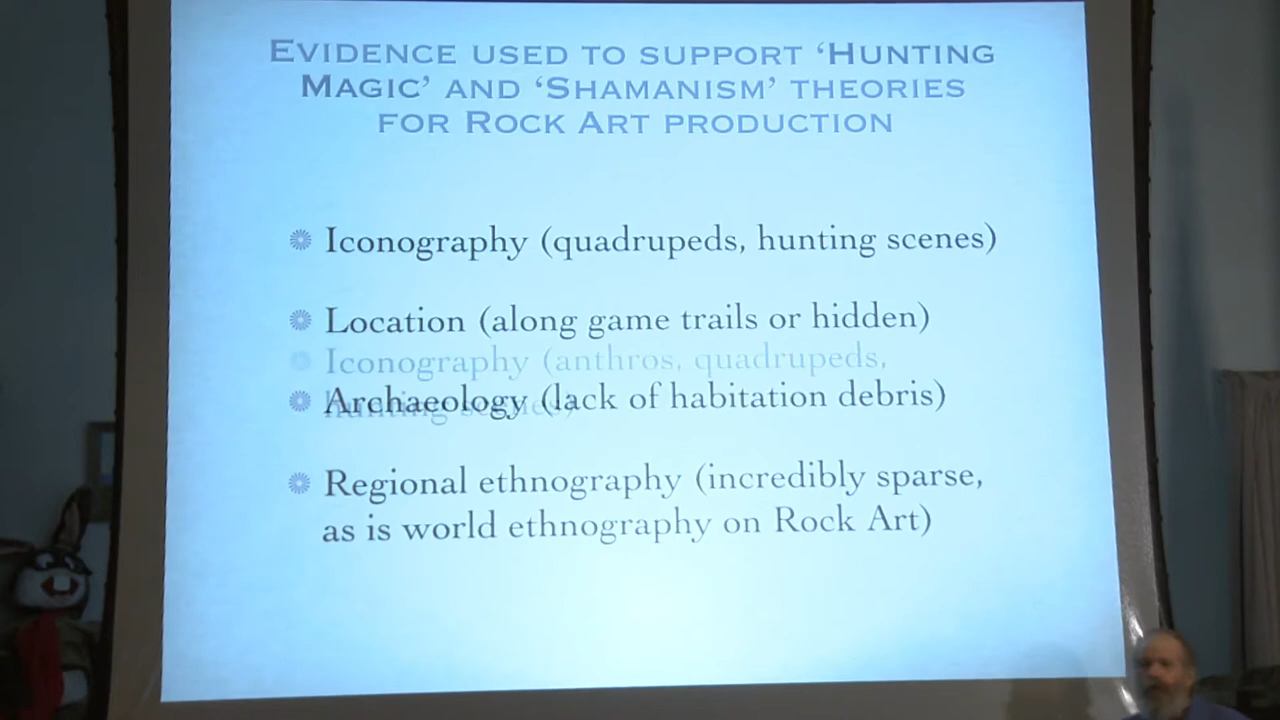 EVIDENCE USED TO SUPPORT ‘HUNTING
MAGIC’ AND ‘SHAMANISM’ THEORIES
FOR ROCK ART PRODUCTION
Iconography (quadrupeds, hunting scenes)
Location (along game trails or hidden)
Iconography (anthros, quadrupeds,
Archaeology (lack of habitation debris)
Regional ethnography (incredibly sparse,
as is world ethnography on Rock Art)